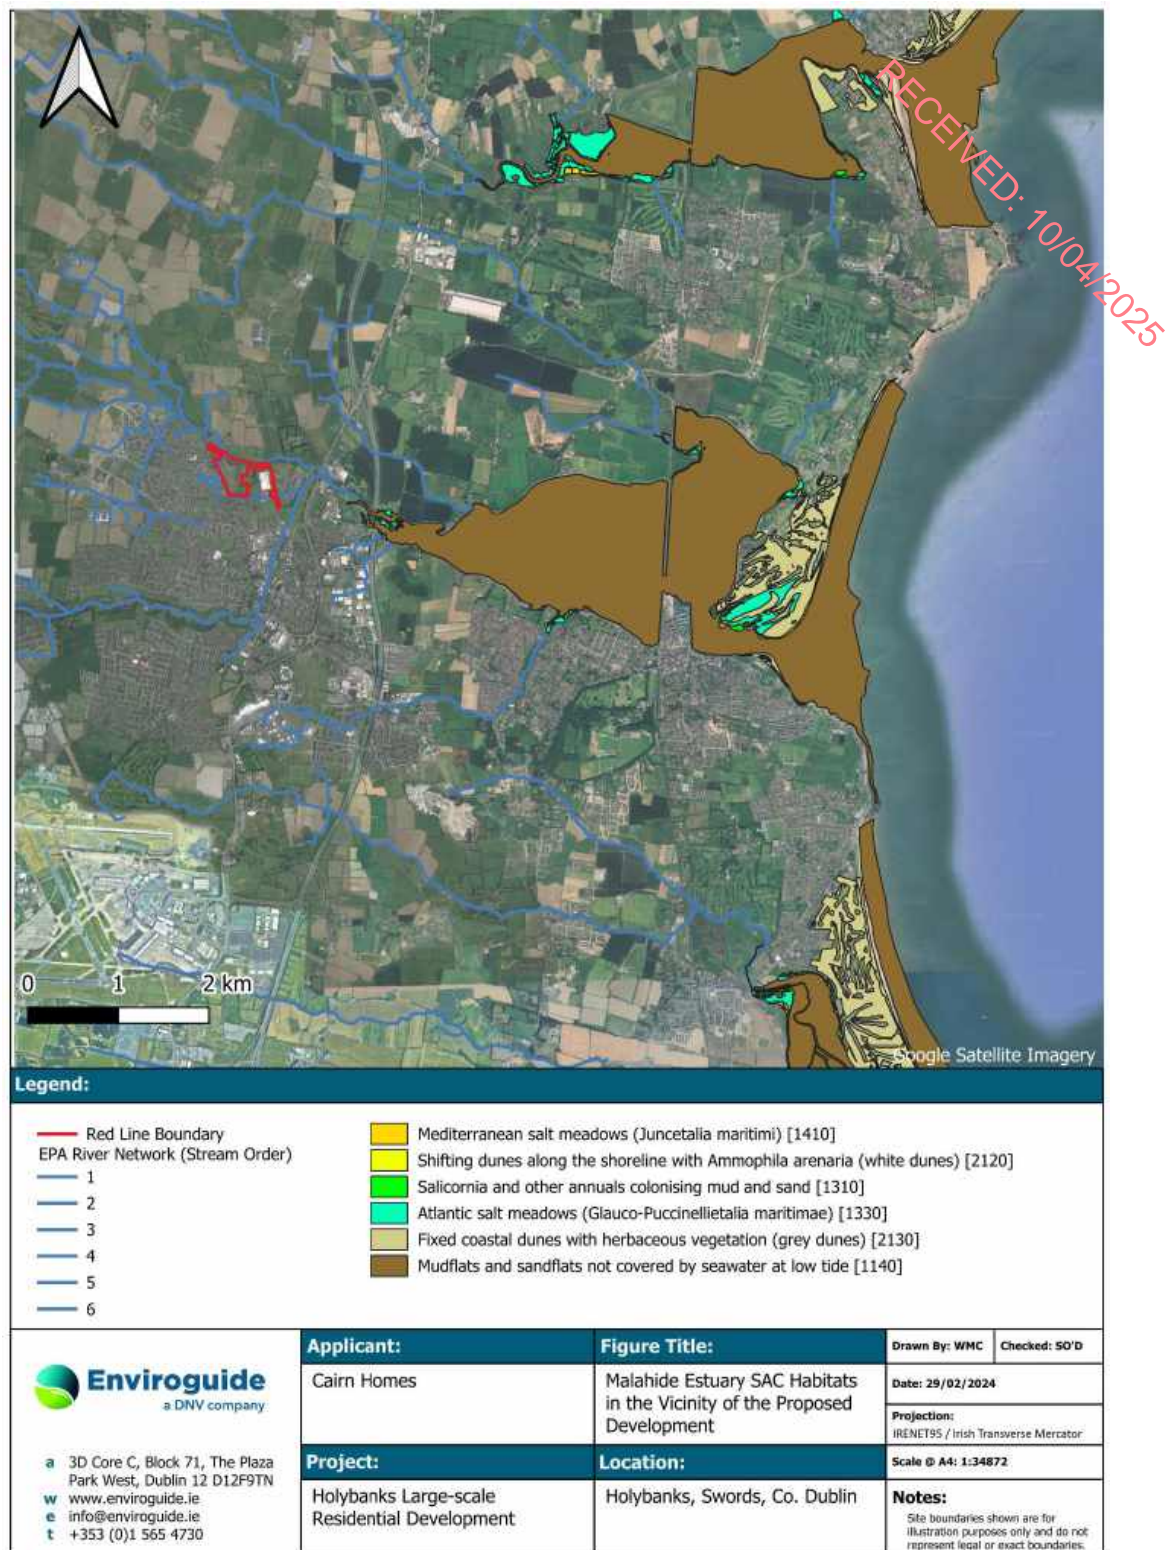 RECEIVED: 10/04/2025
0 1 2 km
Google Satellite Imagery
Legend:
Red Line Boundary
EPA River Network (Stream Order)
1
2
3
4
5
6
Mediterranean salt meadows (Juncetalia maritimi) [1410]
Shifting dunes along the shoreline with Ammophila arenaria (white dunes) [2120]
Salicornia and other annuals colonising mud and sand [1310]
Atlantic salt meadows (Glauco-Puccinellietalia maritimae) [1330]
Fixed coastal dunes with herbaceous vegetation (grey dunes) [2130]
Mudflats and sandflats not covered by seawater at low tide [1140]
Enviroguide
a DNV company
a 3D Core C, Block 71, The Plaza
Park West, Dublin 12 D12F9TN
w www.enviroguide.ie
e info@enviroguide.ie
t +353 (0)1 565 4730
Applicant:
Cairn Homes
Figure Title:
Malahide Estuary SAC Habitats
in the Vicinity of the Proposed
Development
Project:
Holybanks Large-scale
Residential Development
Location:
Holybanks, Swords, Co. Dublin
Drawn By: WMC
Checked: SO'D
Date: 29/02/2024
Projection:
IRENET95 / Irish Transverse Mercator
Scale @ A4: 1:34872
Notes:
Site boundaries shown are for
illustration purposes only and do not
represent legal or exact boundaries.